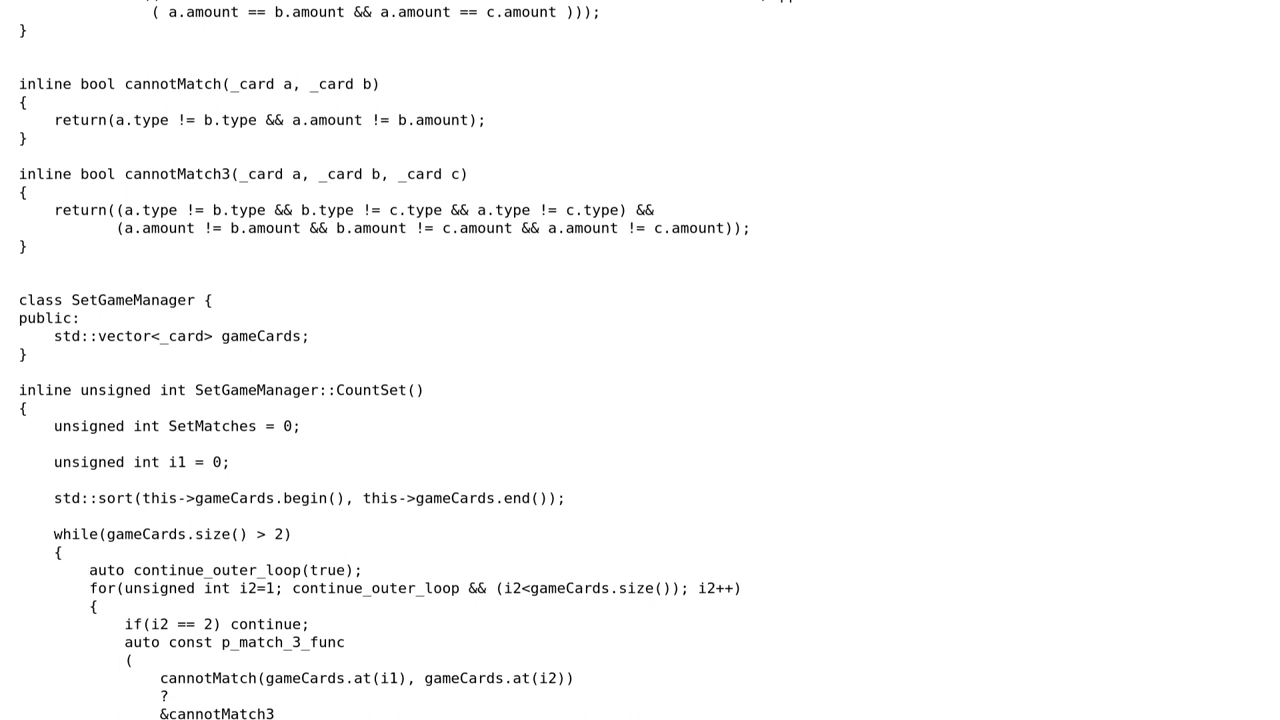 ( a.amount == b.amount && a.amount == c.amount )));
}
inline bool cannotMatch(_card a, _card b)
{
return(a.type != b.type && a.amount != b.amount);
}
inline bool cannotMatch3(_card a, _card b, _card c)
{
return((a.type != b.type && b.type != c.type && a.type != c.type) &&
(a.amount != b.amount && b.amount != c.amount && a.amount != c.amount));
}
class SetGameManager {
public:
std::vector<_card> gameCards;
}
inline unsigned int SetGameManager::CountSet()
{
unsigned int SetMatches = 0;
unsigned int i1 = 0;
std::sort(this->gameCards.begin(), this->gameCards.end());
while(gameCards.size() > 2)
{
auto continue_outer_loop(true);
for(unsigned int i2=1; continue_outer_loop && (i2<gameCards.size()); i2++)
{
if(i2 == 2) continue;
auto const p_match_3_func
(
cannotMatch(gameCards.at(i1), gameCards.at(i2))
?
&cannotMatch3